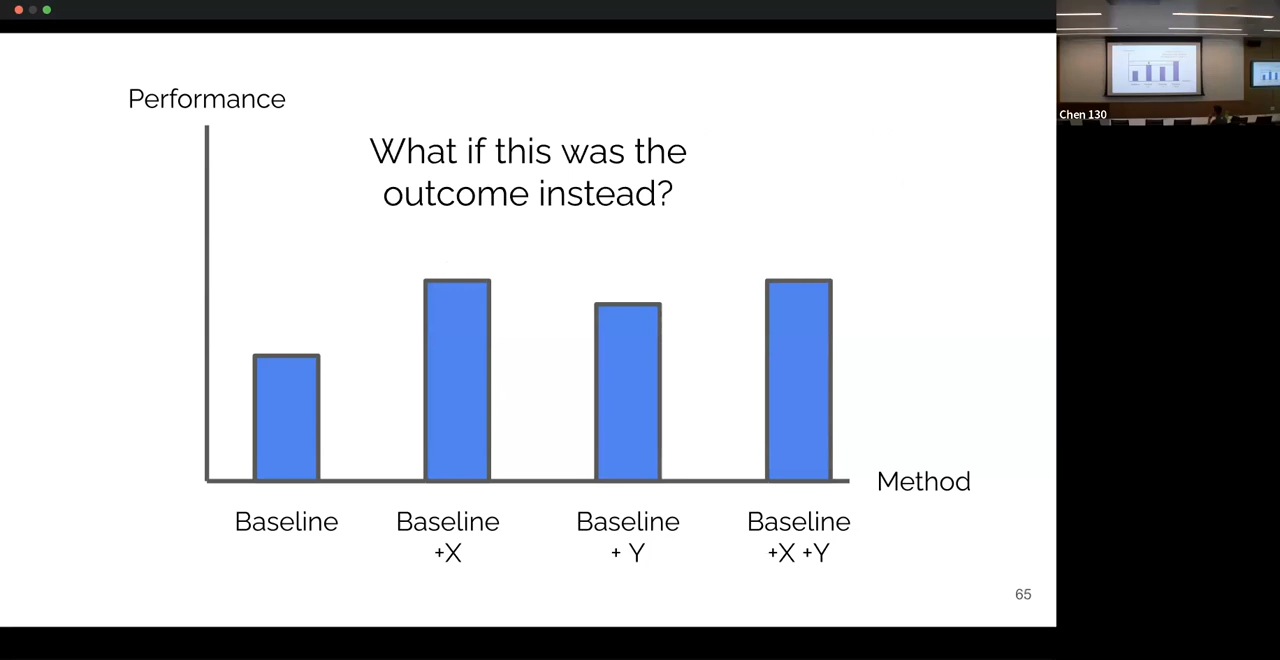 Performance
What if this was the
outcome instead?
Method
Baseline
Baseline
+X
Baseline
+ Y
Baseline
+X +Y
65
Chen 130